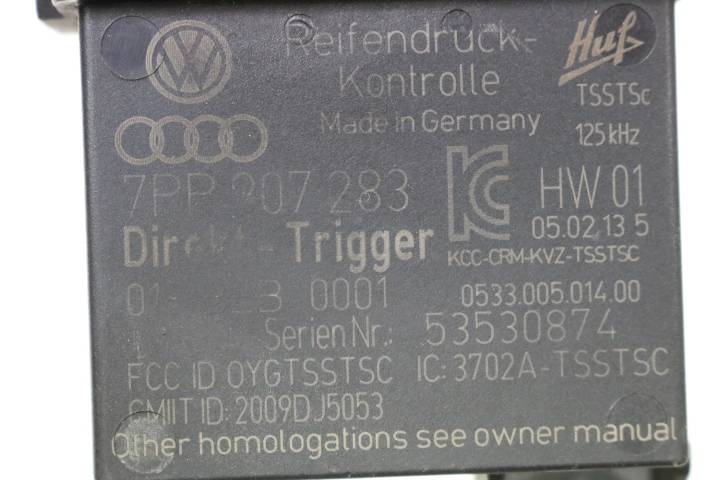 Reifendruck-
Kontrolle
Made in Germany
Huf
TSSTSc
125 kHz
7PP 907 283
HW 01
05.02 13 5
KCC-CRM-KVZ-TSSTSC
Trigger
0001
0533.005.014.00
Serien Nr.: 53530874
FCC ID OYGTSSTSC IC: 3702A-TSSTSC
CMIIT ID: 2009DJ5053
Other homologations see owner manual